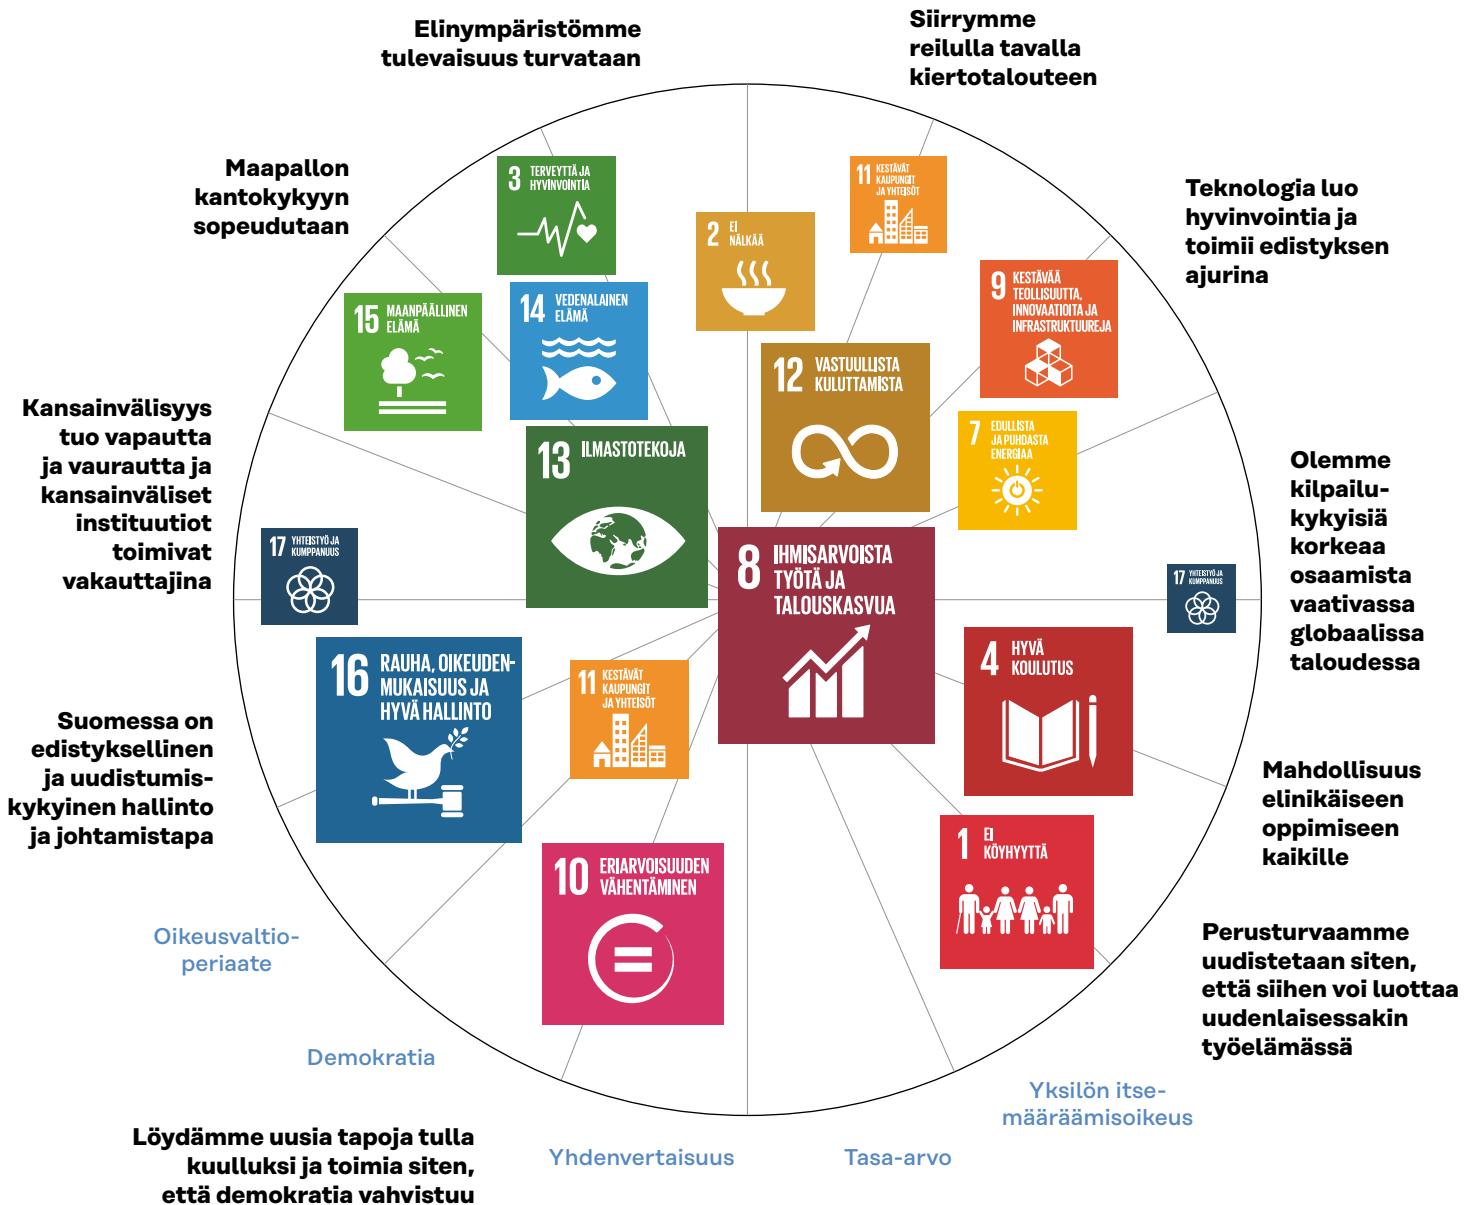 Elinympäristömme
tulevaisuus turvataan
Siirrymme
reilulla tavalla
kiertotalouteen
Maapallon
kantokykyyn
sopeudutaan
Teknologia luo
hyvinvointia ja
toimii edistyksen
ajurina
3 TERVEYTTÄ JA
HYVINVOINTIA
11 KESTÄVÄT
KAUPUNGIT
JA YHTEISÖT
2 EI
NÄLKÄÄ
9 KESTÄVÄÄ
TEOLLISUUTTA,
INNOVAATIOITA JA
INFRASTRUKTUUREJA
15 MAANPÄÄLLINEN
ELÄMÄ
14 VEDENALAINEN
ELÄMÄ
12 VASTUULLISTA
KULUTTAMISTA
Kansainvälisyys
tuo vapautta
ja vaurautta ja
kansainväliset
instituutiot
toimivat
vakauttajina
13 ILMASTOTEKOJA
7 EDULLISTA
JA PUHDASTA
ENERGIAA
Olemme
kilpailu-
kykyisiä
korkeaa
osaamista
vaativassa
globaalissa
taloudessa
17 YHTEISTYÖ JA
KUMPPANUUS
8 IHMISARVOISTA
TYÖTÄ JA
TALOUSKASVUA
17 YHTEISTYÖ JA
KUMPPANUUS
16 RAUHA, OIKEUDEN-
MUKAISUUS JA
HYVÄ HALLINTO
11 KESTÄVÄT
KAUPUNGIT
JA YHTEISÖT
4 HYVÄ
KOULUTUS
Suomessa on
edistyksellinen
ja uudistumis-
kykyinen hallinto
ja johtamistapa
Mahdollisuus
elinikäiseen
oppimiseen
kaikille
10 ERIARVOISUUDEN
VÄHENTÄMINEN
1 EI
KÖYHYYTTÄ
Oikeusvaltio-
periaate
Perusturvaamme
uudistetaan siten,
että siihen voi luottaa
uudenlaisessakin
työelämässä
Demokratia
Yksilön itse-
määräämisoikeus
Löydämme uusia tapoja tulla
kuulluksi ja toimia siten,
että demokratia vahvistuu
Yhdenvertaisuus
Tasa-arvo